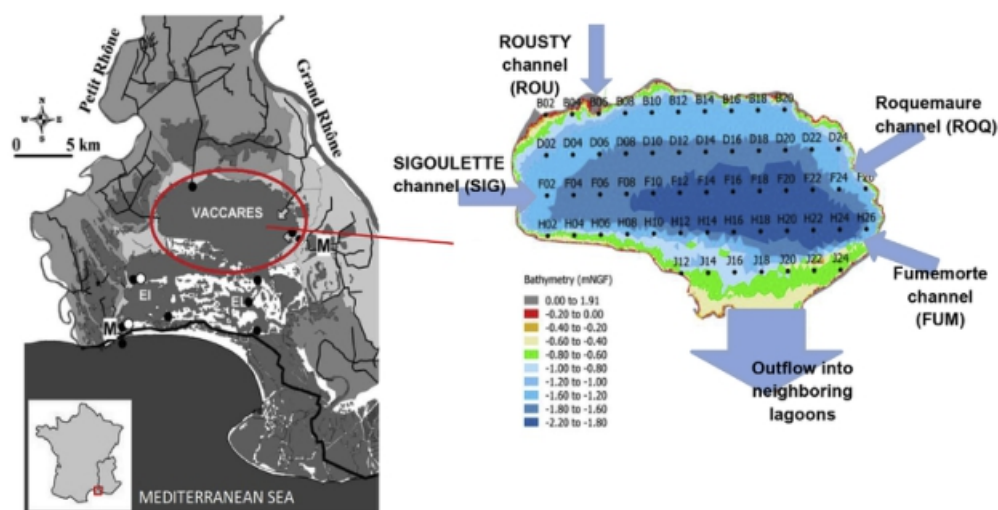 Petit Rhône
Grand Rhône
N
W E
S
0 5 km
VACCARES
M
EI
EI
M
MEDITERRANEAN SEA
ROUSTY
channel
(ROU)
Roquemaure
channel (ROQ)
SIGOULETTE
channel (SIG)
Fumemorte
channel
(FUM)
Outflow into
neighboring
lagoons
B02 B04 B06 B08 B10 B12 B14 B16 B18 B20
D02 D04 D06 D08 D10 D12 D14 D16 D18 D20 D22 D24
F02 F04 F06 F08 F10 F12 F14 F16 F18 F20 F22 F24
H02 H04 H06 H08 H10 H12 H14 H16 H18 H20 H22 H24 H26
J12 J14 J16 J18 J20 J22 J24
Bathymetry (mNGF)
0.00 to 1.91
-0.20 to 0.00
-0.40 to -0.20
-0.60 to -0.40
-0.80 to -0.60
-1.00 to -0.80
-1.20 to -1.00
-1.60 to -1.20
-1.80 to -1.60
-2.20 to -1.80